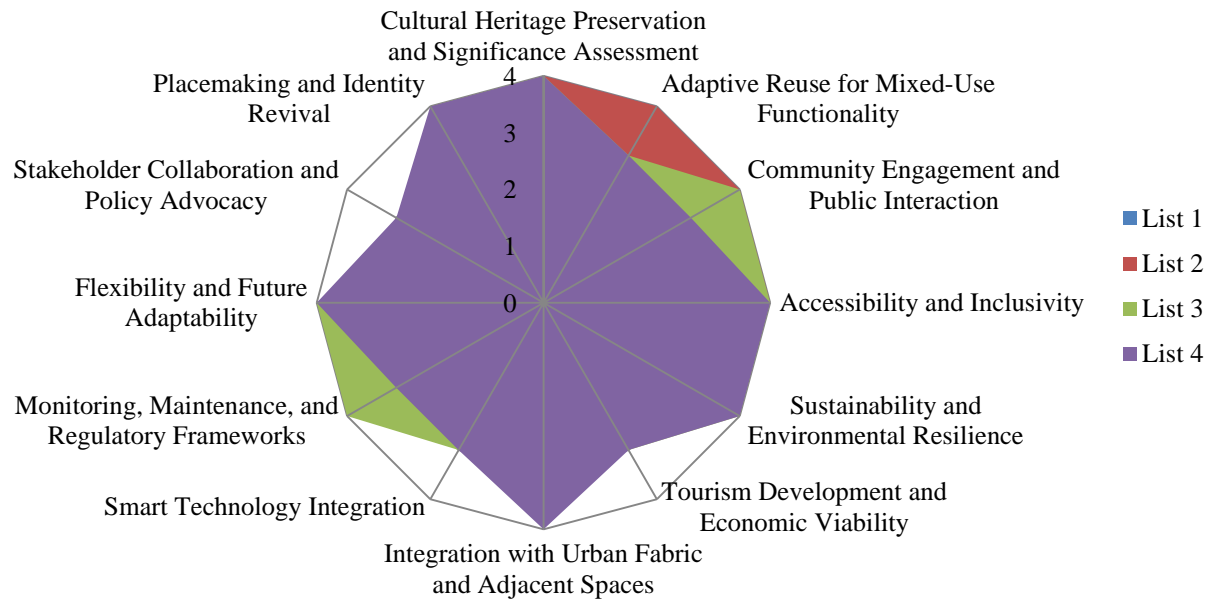 Cultural Heritage Preservation
and Significance Assessment
Adaptive Reuse for Mixed-Use
Functionality
Community Engagement and
Public Interaction
Accessibility and Inclusivity
Sustainability and
Environmental Resilience
Tourism Development and
Economic Viability
Integration with Urban Fabric
and Adjacent Spaces
Smart Technology Integration
Monitoring, Maintenance, and
Regulatory Frameworks
Flexibility and Future
Adaptability
Stakeholder Collaboration and
Policy Advocacy
Placemaking and Identity
Revival
4
3
2
1
0
List 1
List 2
List 3
List 4